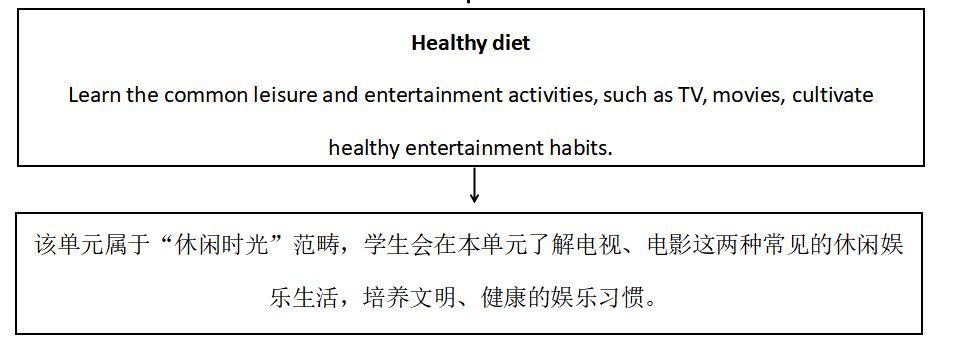 Healthy diet
Learn the common leisure and entertainment activities, such as TV, movies, cultivate
healthy entertainment habits.
该单元属于“休闲时光”范畴，学生会在本单元了解电视、电影这两种常见的休闲娱
乐生活，培养文明、健康的娱乐习惯。